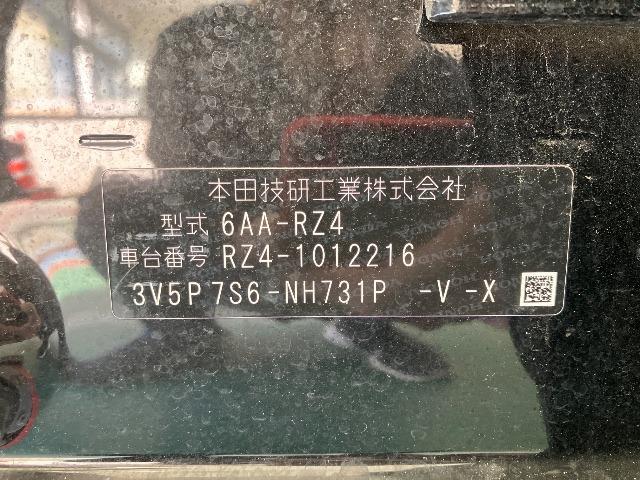 本田技研工業株式会社
型式 6AA-RZ4
車台番号 RZ4-1012216
3V5P 7S6-NH731P -V -X